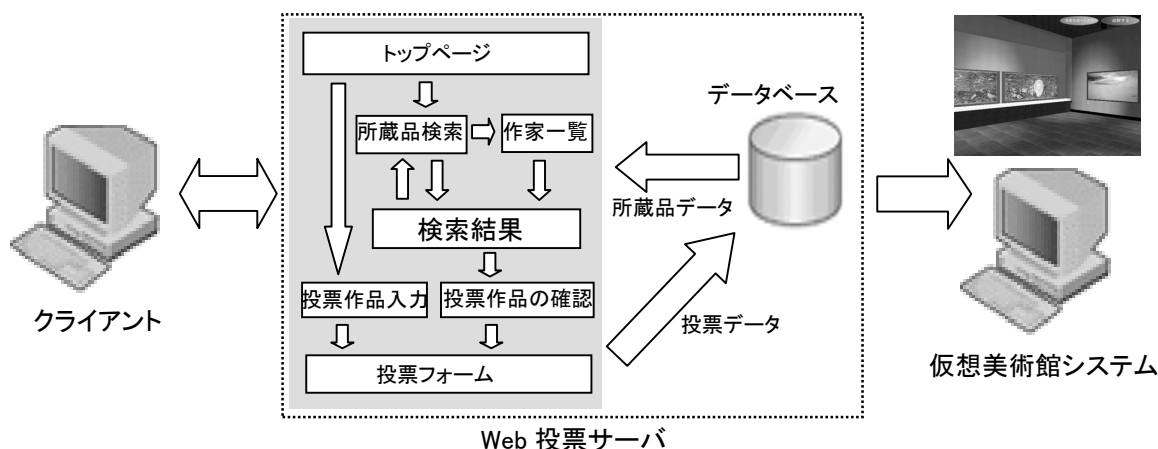 トップページ
所蔵品検索
作家一覧
検索結果
投票作品入力
投票作品の確認
投票フォーム
データベース
所蔵品データ
投票データ
クライアント
仮想美術館システム
Web 投票サーバ